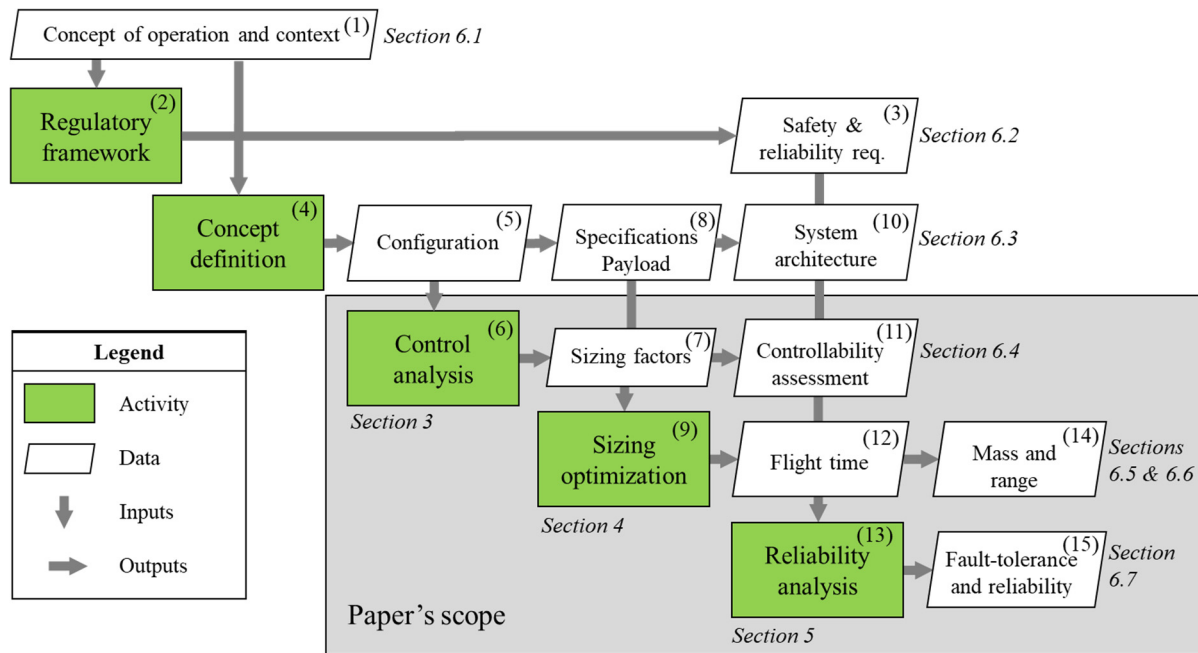 Concept of operation and context (1)
Section 6.1
(2)
Regulatory
framework
(3)
Safety &
reliability req.
Section 6.2
(4)
Concept
definition
(5)
Configuration
(8)
Specifications
Payload
(10)
System
architecture
Section 6.3
(6)
Control
analysis
Section 3
(7)
Sizing factors
(11)
Controllability
assessment
Section 6.4
(9)
Sizing
optimization
Section 4
(12)
Flight time
(14)
Mass and
range
Sections
6.5 & 6.6
(13)
Reliability
analysis
Section 5
(15)
Fault-tolerance
and reliability
Section
6.7
Paper's scope
Legend
Activity
Data
Inputs
Outputs